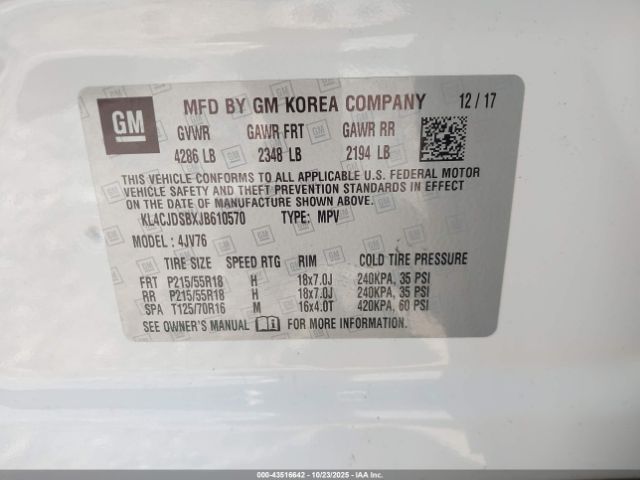 GM
MFD BY GM KOREA COMPANY 12/17
GVWR GAWR FRT GAWR RR
4286 LB 2348 LB 2194 LB
THIS VEHICLE CONFORMS TO ALL APPLICABLE U.S. FEDERAL MOTOR
VEHICLE SAFETY AND THEFT PREVENTION STANDARDS IN EFFECT
ON THE DATE OF MANUFACTURE SHOWN ABOVE.
KL4CJDSBXJB610570 TYPE: MPV
MODEL: 4JV76
TIRE SIZE SPEED RTG RIM COLD TIRE PRESSURE
FRT P215/55R18 H 18x7.0J 240KPA, 35 PSI
RR P215/55R18 H 18x7.0J 240KPA, 35 PSI
SPA T125/70R16 M 16x4.0T 420KPA, 60 PSI
SEE OWNER'S MANUAL FOR MORE INFORMATION.
000-43516642 - 10/23/2025 - IAAI.COM